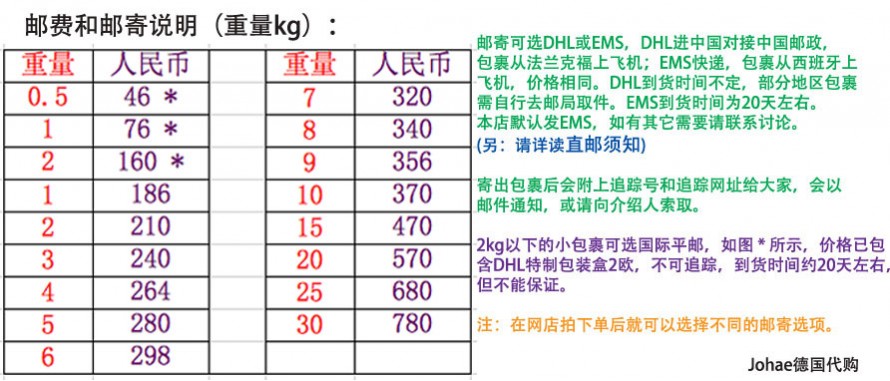 邮费和邮寄说明（重量kg）：
重量 人民币 重量 人民币
0.5 46 * 7 320
1 76 * 8 340
2 160 * 9 356
1 186 10 370
2 210 15 470
3 240 20 570
4 264 25 680
5 280 30 780
6 298
邮寄可选DHL或EMS，DHL进中国对接中国邮政，
包裹从法兰克福上飞机；EMS快递，包裹从西班牙上
飞机，价格相同。DHL到货时间不定，部分地区包裹
需自行去邮局取件。EMS到货时间为20天左右。
本店默认发EMS，如有其它需要请联系讨论。
(另：请详读直邮须知)
寄出包裹后会附上追踪号和追踪网址给大家，会以
邮件通知，或请向介绍人索取。
2kg以下的小包裹可选国际平邮，如图 * 所示，价格已包
含DHL特制包装盒2欧，不可追踪，到货时间约20天左右，
但不能保证。
注：在网店拍下单后就可以选择不同的邮寄选项。
Johae德国代购